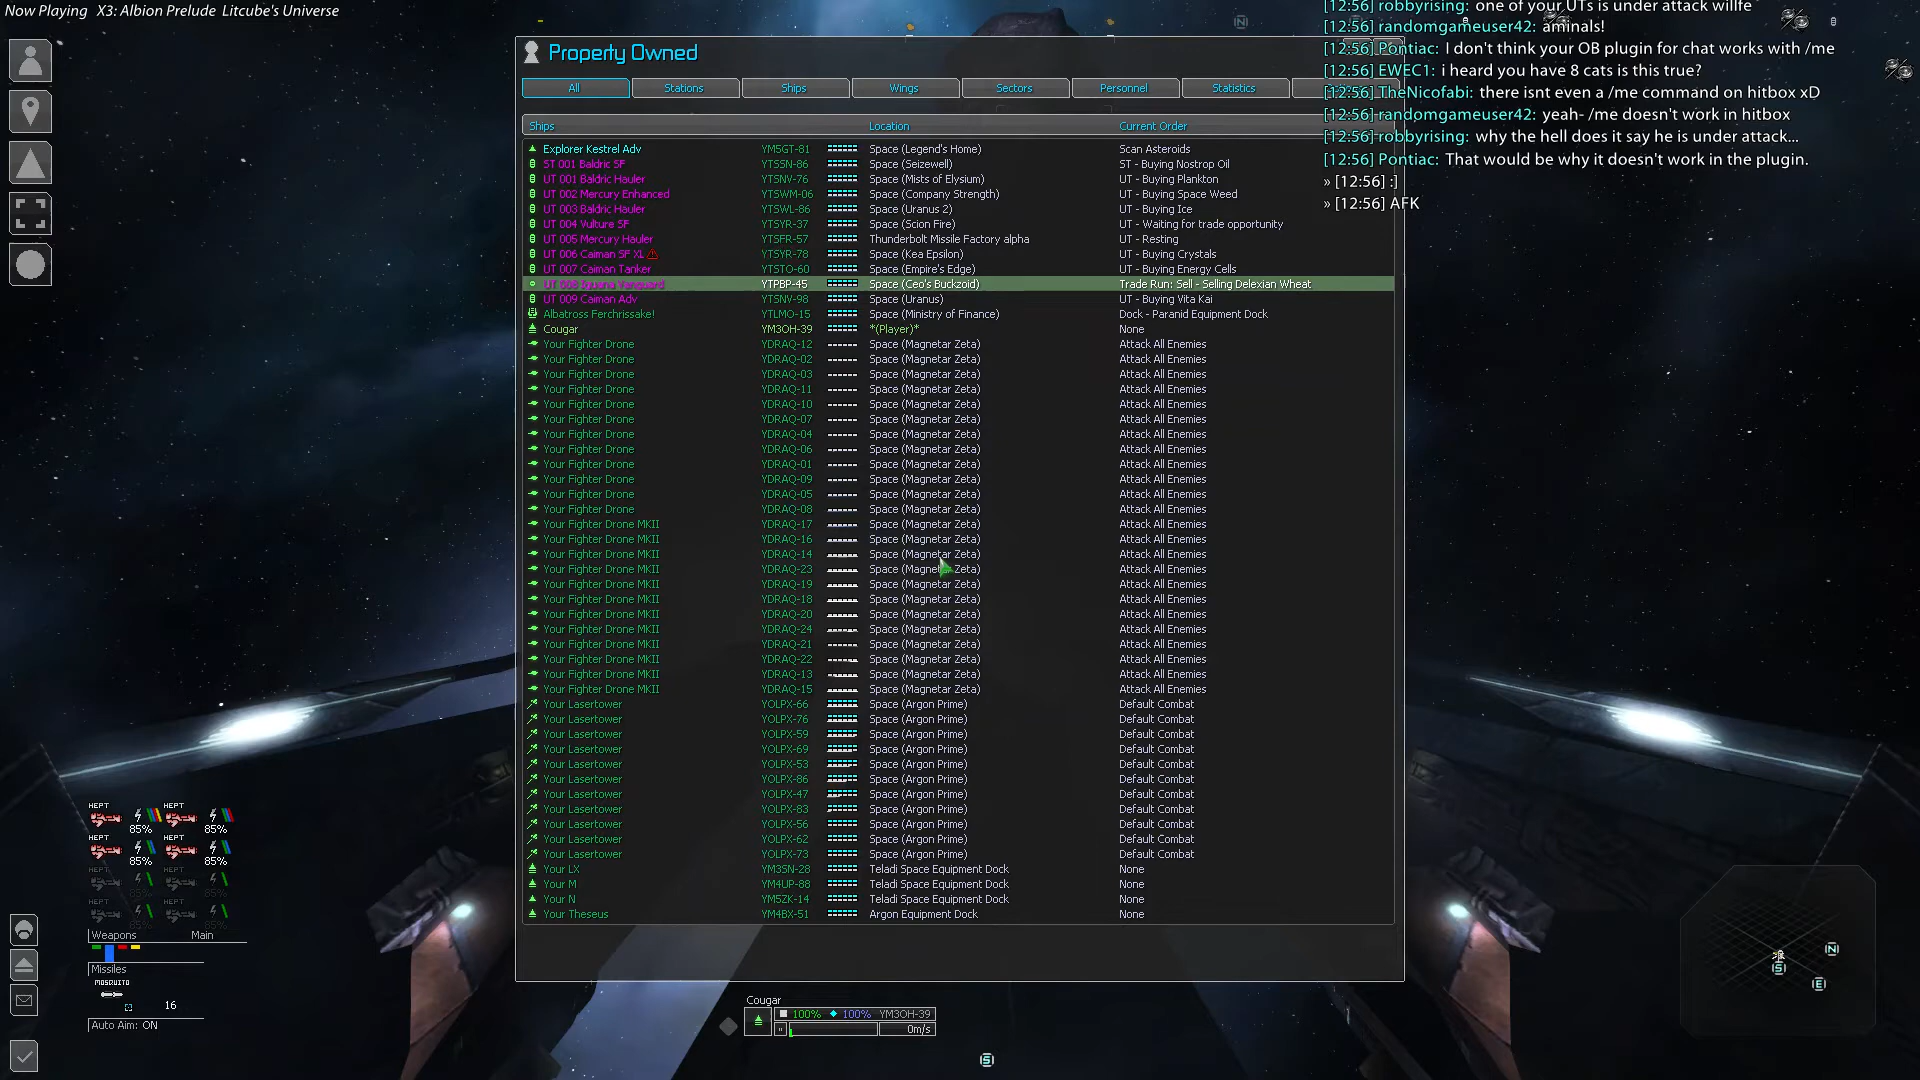 Now Playing   X3: Albion Prelude  Litcube's Universe
[12:56] robbyrising: one of your UTs is under attack willfe
[12:56] randomgameuser42: aminals!
[12:56] Pontiac: I don't think your OB plugin for chat works with /me
[12:56] EWEC1: i heard you have 8 cats is this true?
[12:56] TheNicofabi: there isnt even a /me command on hitbox xD
[12:56] randomgameuser42: yeah- /me doesn't work in hitbox
[12:56] robbyrising: why the hell does it say he is under attack...
[12:56] Pontiac: That would be why it doesn't work in the plugin.
» [12:56] :]
» [12:56] AFK
Property Owned
All Stations Ships Wings Sectors Personnel Statistics
Ships Location Current Order
Explorer Kestrel Adv YM5GT-81 Space (Legend's Home) Scan Asteroids
ST 001 Baldric SF YTSSN-86 Space (Seizewell) ST - Buying Nostrop Oil
UT 001 Baldric Hauler YTSNV-76 Space (Mists of Elysium) UT - Buying Plankton
UT 002 Mercury Enhanced YTSWM-06 Space (Company Strength) UT - Buying Space Weed
UT 003 Baldric Hauler YTSWL-86 Space (Uranus 2) UT - Buying Ice
UT 004 Vulture SF YTSYR-37 Space (Scion Fire) UT - Waiting for trade opportunity
UT 005 Mercury Hauler YTSFR-57 Thunderbolt Missile Factory alpha UT - Resting
UT 006 Caiman SF XL YTSYR-78 Space (Kea Epsilon) UT - Buying Crystals
UT 007 Caiman Tanker YTSTO-60 Space (Empire's Edge) UT - Buying Energy Cells
UT 008 Iguana Vanguard YTPBP-45 Space (Ceo's Buckzoid) Trade Run: Sell - Selling Delexian Wheat
UT 009 Caiman Adv YTSNV-98 Space (Uranus) UT - Buying Vita Kai
Albatross Ferchrissake! YTLMO-15 Space (Ministry of Finance) Dock - Paranid Equipment Dock
Cougar YM3OH-39 *(Player)* None
Your Fighter Drone YDRAQ-12 Space (Magnetar Zeta) Attack All Enemies
Your Fighter Drone YDRAQ-02 Space (Magnetar Zeta) Attack All Enemies
Your Fighter Drone YDRAQ-03 Space (Magnetar Zeta) Attack All Enemies
Your Fighter Drone YDRAQ-11 Space (Magnetar Zeta) Attack All Enemies
Your Fighter Drone YDRAQ-10 Space (Magnetar Zeta) Attack All Enemies
Your Fighter Drone YDRAQ-07 Space (Magnetar Zeta) Attack All Enemies
Your Fighter Drone YDRAQ-04 Space (Magnetar Zeta) Attack All Enemies
Your Fighter Drone YDRAQ-06 Space (Magnetar Zeta) Attack All Enemies
Your Fighter Drone YDRAQ-01 Space (Magnetar Zeta) Attack All Enemies
Your Fighter Drone YDRAQ-09 Space (Magnetar Zeta) Attack All Enemies
Your Fighter Drone YDRAQ-05 Space (Magnetar Zeta) Attack All Enemies
Your Fighter Drone YDRAQ-08 Space (Magnetar Zeta) Attack All Enemies
Your Fighter Drone MKII YDRAQ-17 Space (Magnetar Zeta) Attack All Enemies
Your Fighter Drone MKII YDRAQ-16 Space (Magnetar Zeta) Attack All Enemies
Your Fighter Drone MKII YDRAQ-14 Space (Magnetar Zeta) Attack All Enemies
Your Fighter Drone MKII YDRAQ-23 Space (Magnetar Zeta) Attack All Enemies
Your Fighter Drone MKII YDRAQ-19 Space (Magnetar Zeta) Attack All Enemies
Your Fighter Drone MKII YDRAQ-18 Space (Magnetar Zeta) Attack All Enemies
Your Fighter Drone MKII YDRAQ-20 Space (Magnetar Zeta) Attack All Enemies
Your Fighter Drone MKII YDRAQ-24 Space (Magnetar Zeta) Attack All Enemies
Your Fighter Drone MKII YDRAQ-21 Space (Magnetar Zeta) Attack All Enemies
Your Fighter Drone MKII YDRAQ-22 Space (Magnetar Zeta) Attack All Enemies
Your Fighter Drone MKII YDRAQ-13 Space (Magnetar Zeta) Attack All Enemies
Your Fighter Drone MKII YDRAQ-15 Space (Magnetar Zeta) Attack All Enemies
Your Lasertower YOLPX-66 Space (Argon Prime) Default Combat
Your Lasertower YOLPX-76 Space (Argon Prime) Default Combat
Your Lasertower YOLPX-59 Space (Argon Prime) Default Combat
Your Lasertower YOLPX-69 Space (Argon Prime) Default Combat
Your Lasertower YOLPX-53 Space (Argon Prime) Default Combat
Your Lasertower YOLPX-86 Space (Argon Prime) Default Combat
Your Lasertower YOLPX-47 Space (Argon Prime) Default Combat
Your Lasertower YOLPX-83 Space (Argon Prime) Default Combat
Your Lasertower YOLPX-56 Space (Argon Prime) Default Combat
Your Lasertower YOLPX-62 Space (Argon Prime) Default Combat
Your Lasertower YOLPX-73 Space (Argon Prime) Default Combat
Your LX YM3SN-28 Teladi Space Equipment Dock None
Your M YM4UP-88 Teladi Space Equipment Dock None
Your N YM5ZK-14 Teladi Space Equipment Dock None
Your Theseus YM4BX-51 Argon Equipment Dock None
HEPT HEPT
85% 85%
HEPT HEPT
85% 85%
HEPT HEPT
85% 85%
HEPT HEPT
85% 85%
Weapons Main
Missiles
MOSQUITO
16
Auto Aim: ON
Cougar
100% 100% YM3OH-39
0m/s
S
N
N
S
E